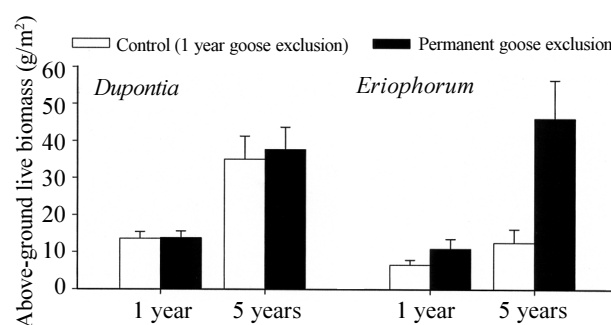 Control (1 year goose exclusion) Permanent goose exclusion
Above-ground live biomass (g/m²)
60
50
40
30
20
10
0
Dupontia Eriophorum
1 year 5 years 1 year 5 years